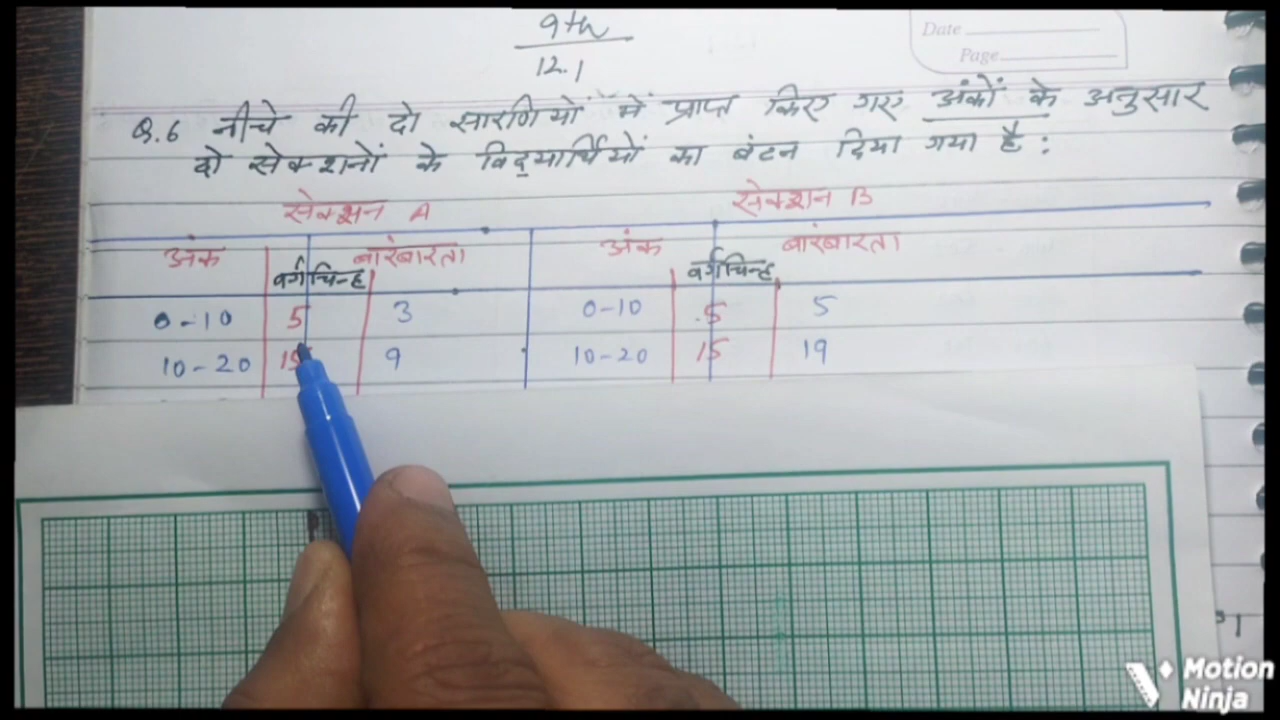 9th
12.1
Date
Page
Q.6 नीचे की दो सारणियों में प्राप्त किए गए अंकों के अनुसार
दो सेक्शनों के विद्यार्थियों का बंटन दिया गया है :
सेक्शन A सेक्शन B
अंक वर्गचिन्ह बारंबारता अंक वर्गचिन्ह बारंबारता
0-10 5 3 0-10 5 5
10-20 15 9 10-20 15 19
Motion
Ninja